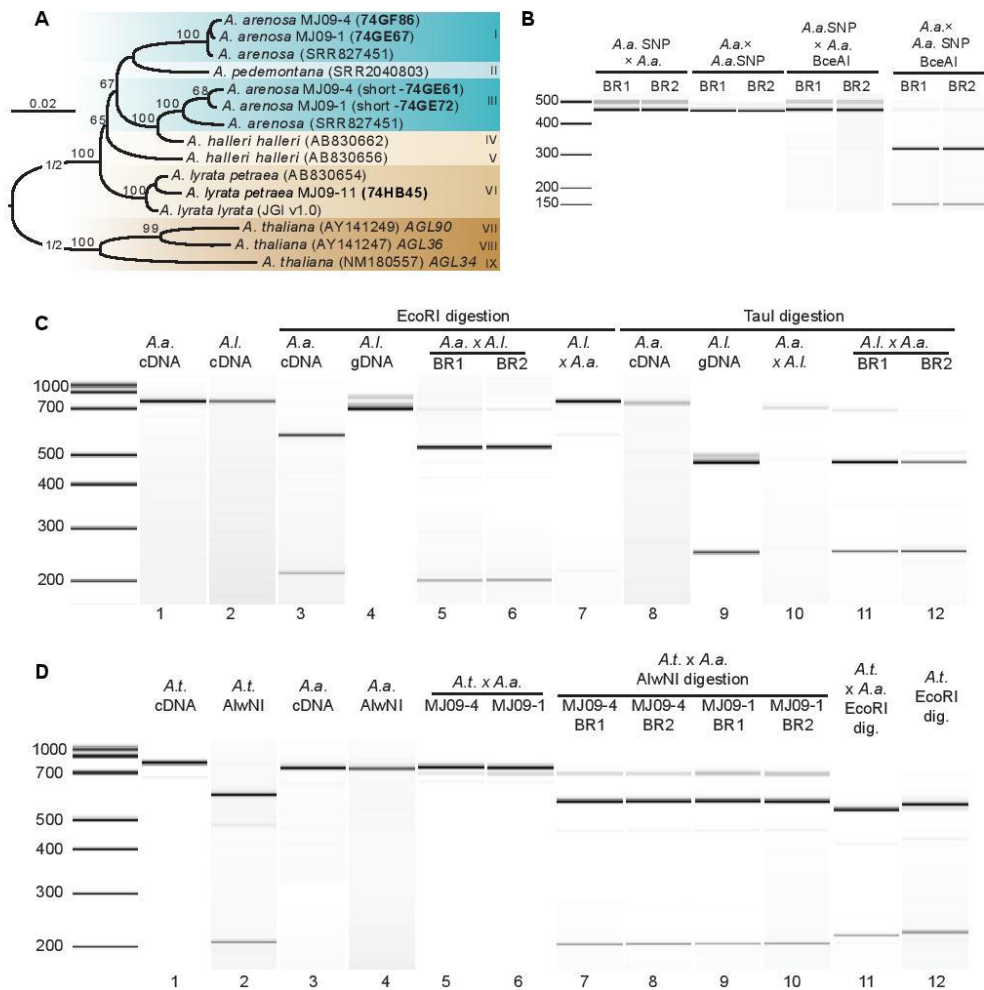 A
A. arenosa MJ09-4 (74GF86)
A. arenosa MJ09-1 (74GE67)
A. arenosa (SRR827451)
A. pedemontana (SRR2040803)
A. arenosa MJ09-4 (short -74GE61)
A. arenosa MJ09-1 (short -74GE72)
A. arenosa (SRR827451)
A. halleri halleri (AB830662)
A. halleri halleri (AB830656)
A. lyrata petraea (AB830654)
A. lyrata petraea MJ09-11 (74HB45)
A. lyrata lyrata (JGI v1.0)
A. thaliana (AY141249) AGL90
A. thaliana (AY141247) AGL36
A. thaliana (NM180557) AGL34
I
II
III
IV
V
VI
VII
VIII
IX
100
67
68
100
65
0.02
1/2
100
100
99
1/2
100
B
A.a. SNP
× A.a.
A.a.×
A.a.SNP
A.a.SNP
× A.a.
BceAI
A.a.×
A.a. SNP
BceAI
BR1 BR2 BR1 BR2 BR1 BR2 BR1 BR2
500
400
300
200
150
C
EcoRI digestion
TauI digestion
A.a.
cDNA
A.l.
cDNA
A.a.
cDNA
A.l.
gDNA
A.a. x A.l.
BR1 BR2
A.l.
x A.a.
A.a.
cDNA
A.l.
gDNA
A.a.
x A.l.
A.l. x A.a.
BR1 BR2
1000
700
500
400
300
200
1 2 3 4 5 6 7 8 9 10 11 12
D
A.t.
cDNA
A.t.
AlwNI
A.a.
cDNA
A.a.
AlwNI
A.t. x A.a.
MJ09-4 MJ09-1
A.t. x A.a.
AlwNI digestion
MJ09-4 MJ09-4 MJ09-1 MJ09-1
BR1 BR2 BR1 BR2
A.t.
x A.a.
EcoRI
dig.
A.t.
EcoRI
dig.
1000
700
500
400
300
200
1 2 3 4 5 6 7 8 9 10 11 12